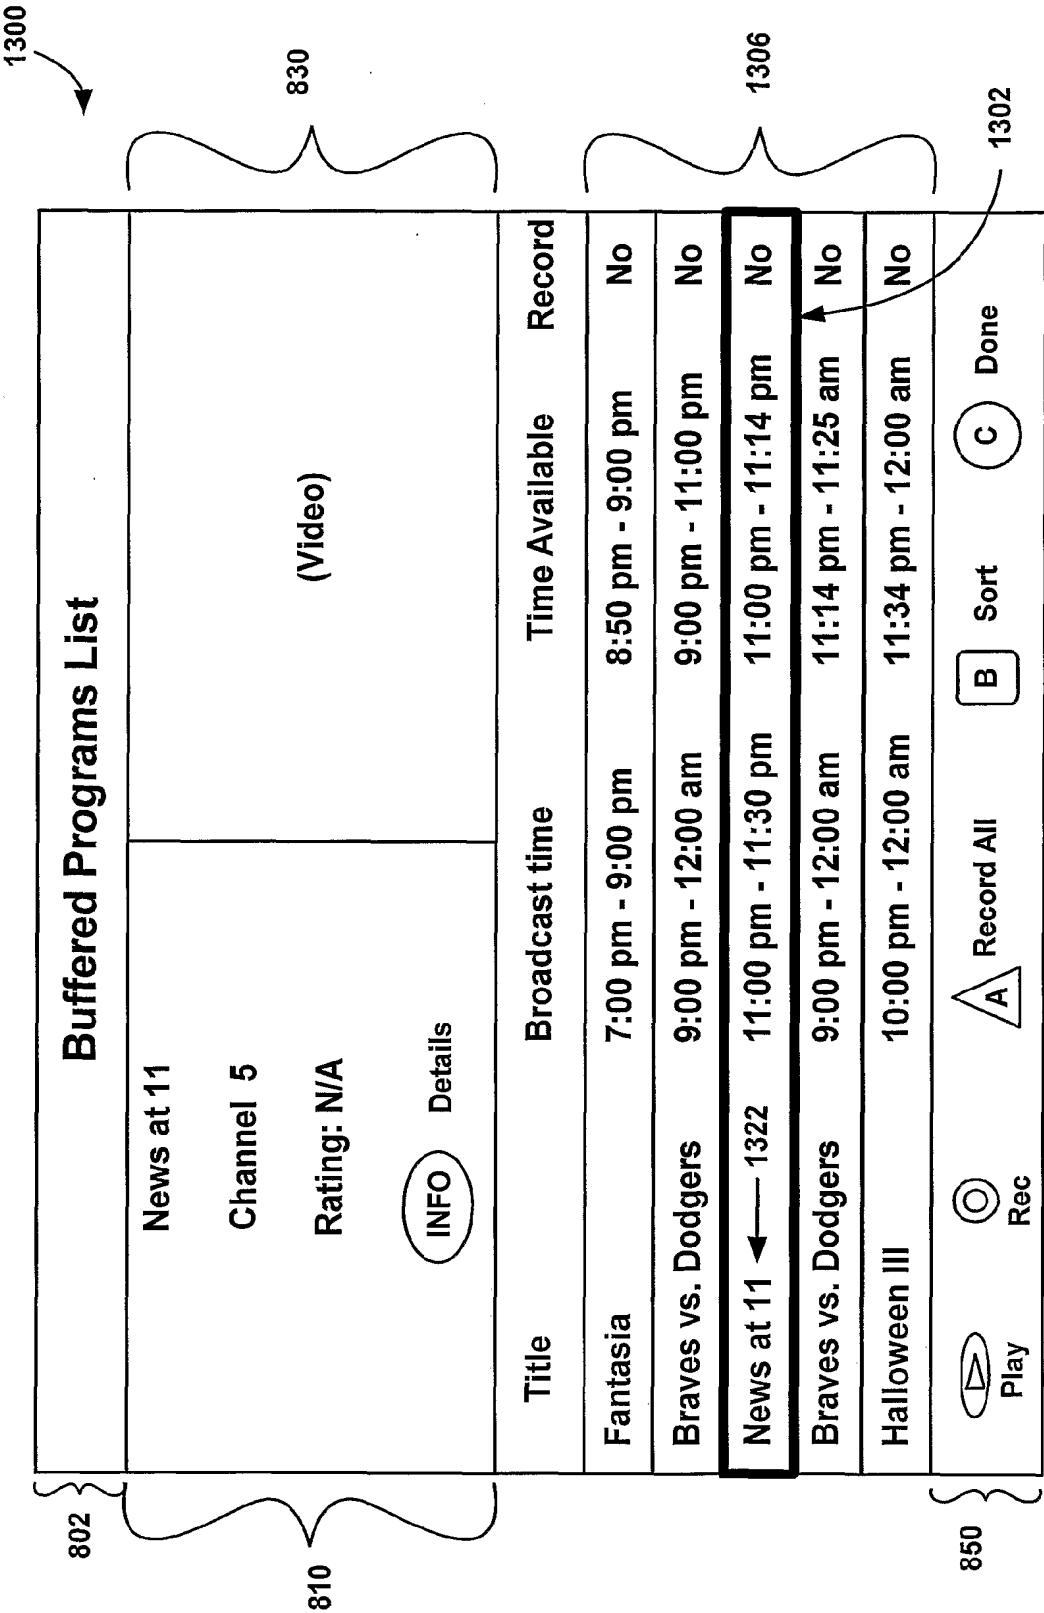 1300
Buffered Programs List
802
News at 11
Channel 5
Rating: N/A
INFO Details
810
(Video)
830
Title Broadcast time Time Available Record
Fantasia 7:00 pm - 9:00 pm 8:50 pm - 9:00 pm No
Braves vs. Dodgers 9:00 pm - 12:00 am 9:00 pm - 11:00 pm No
News at 11 1322 11:00 pm - 11:30 pm 11:00 pm - 11:14 pm No
Braves vs. Dodgers 9:00 pm - 12:00 am 11:14 pm - 11:25 am No
Halloween III 10:00 pm - 12:00 am 11:34 pm - 12:00 am No
1306
1302
850
Play Rec A Record All B Sort C Done